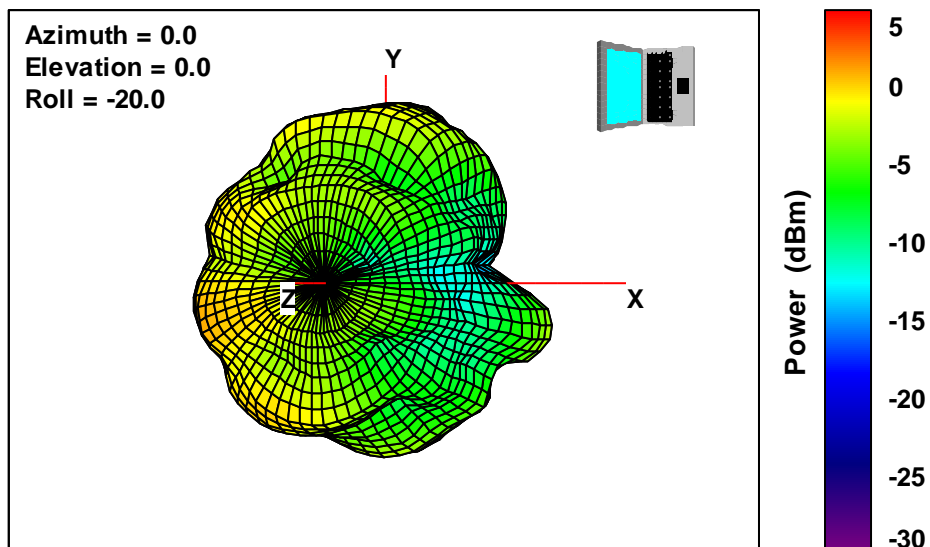 Azimuth = 0.0
Elevation = 0.0
Roll = -20.0
Y
Z
X
Power (dBm)
5
0
-5
-10
-15
-20
-25
-30